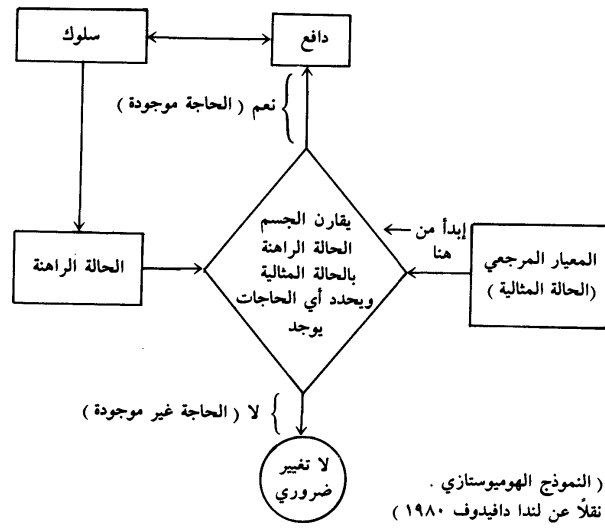 سلوك
دافع
نعم ( الحاجة موجودة )
يقارن الجسم
الحالة الراهنة
بالحالة المثالية
ويحدد أي الحاجات
يوجد
إبدأ من
هنا
المعيار المرجعي
(الحالة المثالية )
الحالة الراهنة
لا ( الحاجة غير موجودة )
لا تغيير
ضروري
( النموذج الهوميوستازي .
نقلًا عن لندا دافيدوف ١٩٨٠ )